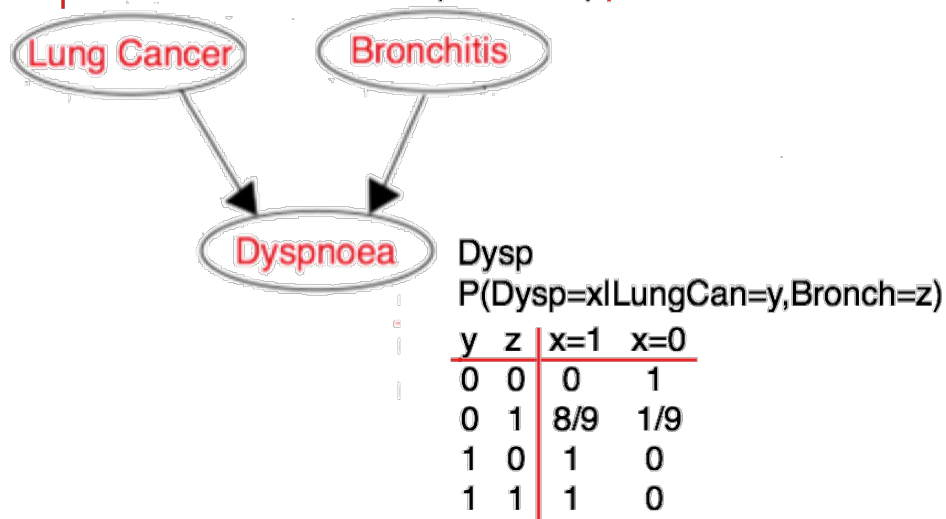 Lung Cancer Bronchitis
Dyspnoea
Dysp
P(Dysp=x|LungCan=y,Bronch=z)
y z x=1 x=0
0 0 0 1
0 1 8/9 1/9
1 0 1 0
1 1 1 0